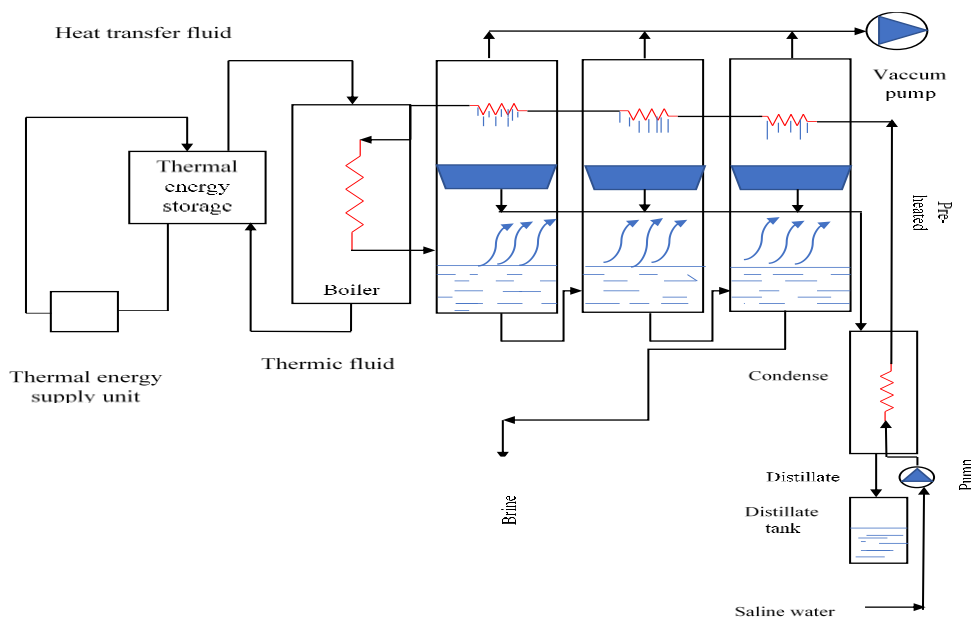 Heat transfer fluid
Vaccum
pump
Thermal
energy
storage
Pre-
heated
Boiler
Thermic fluid
Thermal energy
supply unit
Condense
Distillate
Pump
Distillate
tank
Brine
Saline water